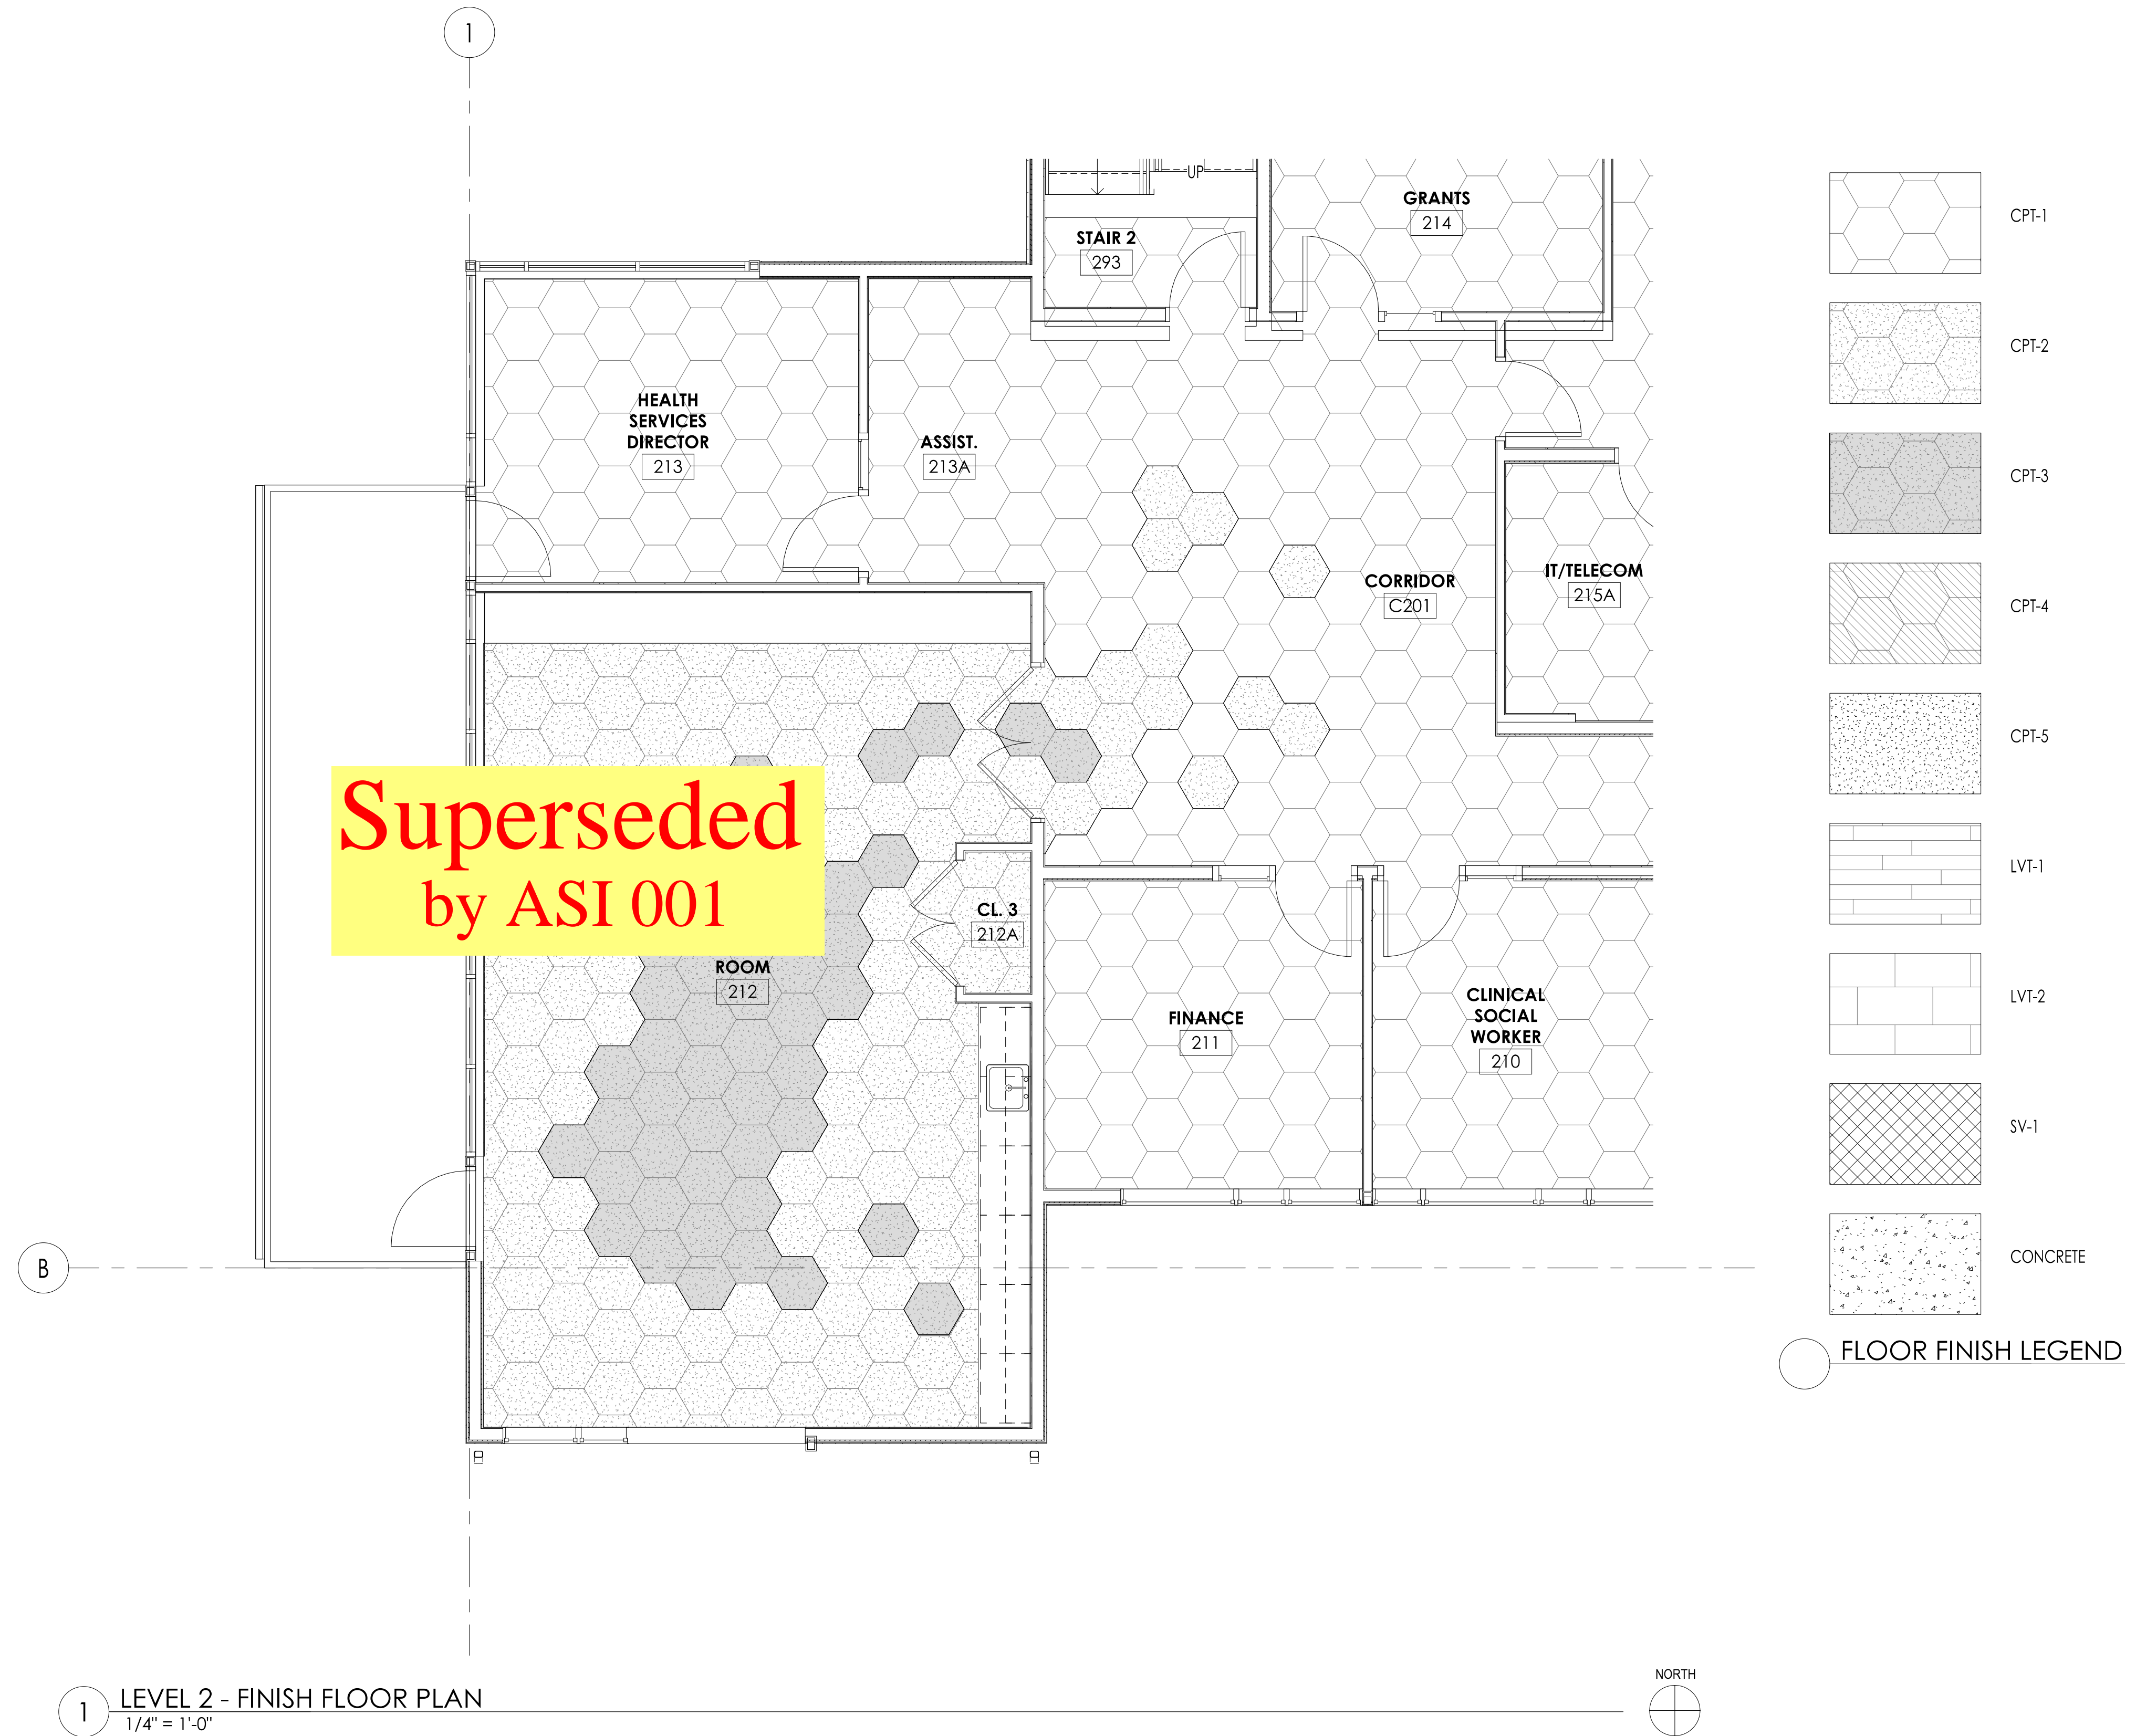 1
UP
GRANTS
214
STAIR 2
293
HEALTH
SERVICES
DIRECTOR
213
ASSIST.
213A
CORRIDOR
C201
IT/TELECOM
215A
Superseded
by ASI 001
CL. 3
212A
ROOM
212
FINANCE
211
CLINICAL
SOCIAL
WORKER
210
B
CPT-1
CPT-2
CPT-3
CPT-4
CPT-5
LVT-1
LVT-2
SV-1
CONCRETE
FLOOR FINISH LEGEND
1
LEVEL 2 - FINISH FLOOR PLAN
1/4" = 1'-0"
NORTH